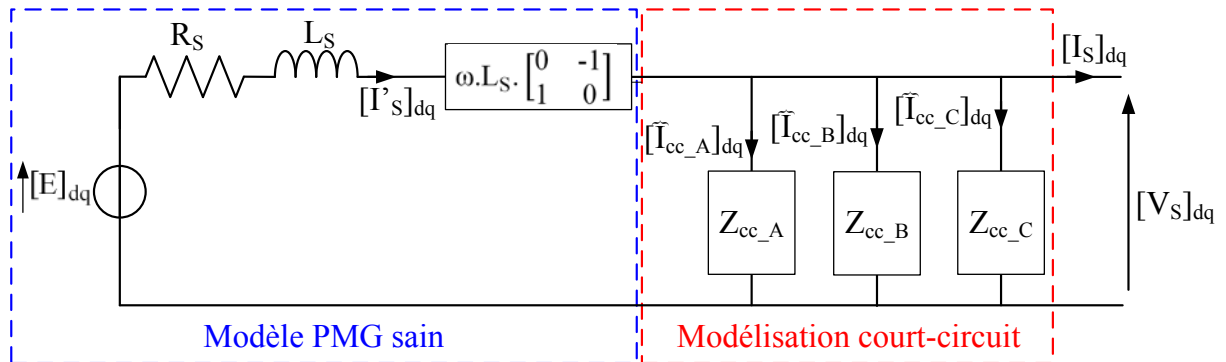 R_S
L_S
[I'_S]_dq
ω.L_S. [0 -1
1 0]
[I_S]_dq
[Ĩ_cc_A]_dq
[Ĩ_cc_B]_dq
[Ĩ_cc_C]_dq
[E]_dq
Z_cc_A
Z_cc_B
Z_cc_C
[V_S]_dq
Modèle PMG sain
Modélisation court-circuit